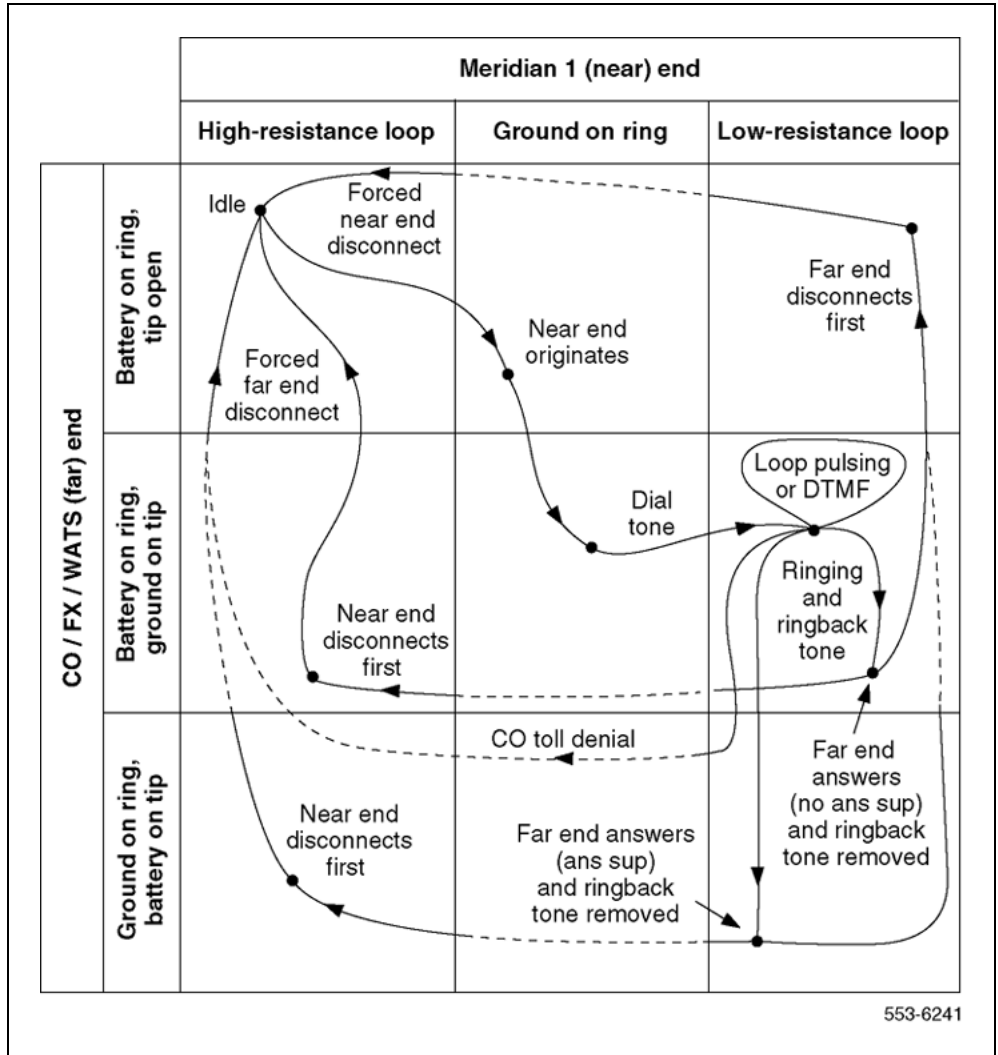 Meridian 1 (near) end
High-resistance loop
Ground on ring
Low-resistance loop
CO / FX / WATS (far) end
Battery on ring,
tip open
Idle
Forced
near end
disconnect
Far end
disconnects
first
Near end
originates
Forced
far end
disconnect
Battery on ring,
ground on tip
Loop pulsing
or DTMF
Dial
tone
Ringing
and
ringback
tone
Near end
disconnects
first
Ground on ring,
battery on tip
CO toll denial
Far end
answers
(no ans sup)
and ringback
tone removed
Near end
disconnects
first
Far end answers
(ans sup)
and ringback
tone removed
553-6241